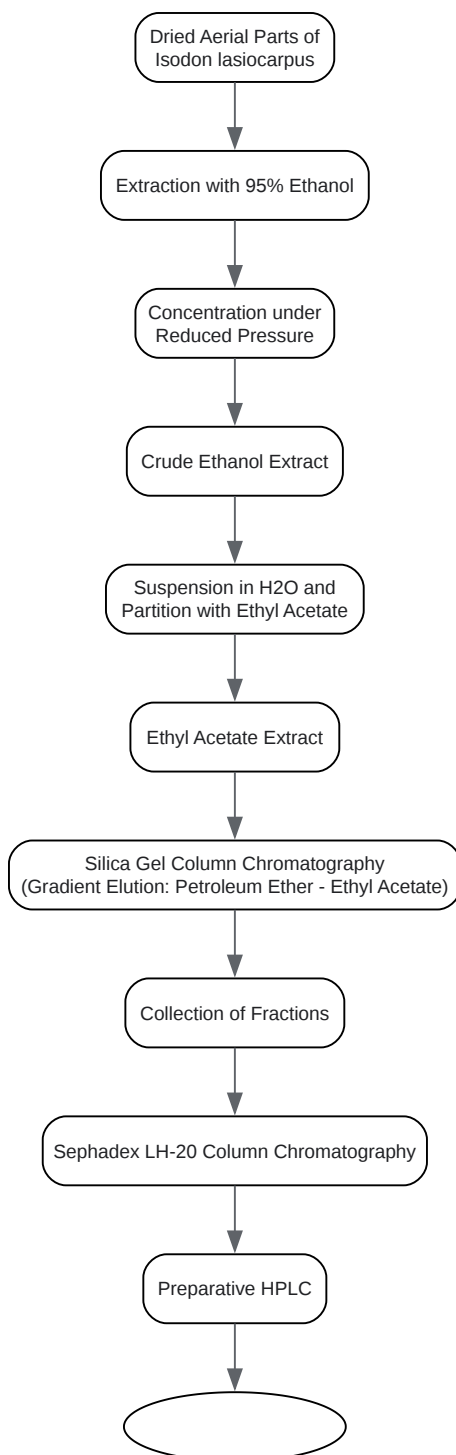 Dried Aerial Parts of
Isodon lasiocarpus
Extraction with 95% Ethanol
Concentration under
Reduced Pressure
Crude Ethanol Extract
Suspension in H2O and
Partition with Ethyl Acetate
Ethyl Acetate Extract
Silica Gel Column Chromatography
(Gradient Elution: Petroleum Ether - Ethyl Acetate)
Collection of Fractions
Sephadex LH-20 Column Chromatography
Preparative HPLC